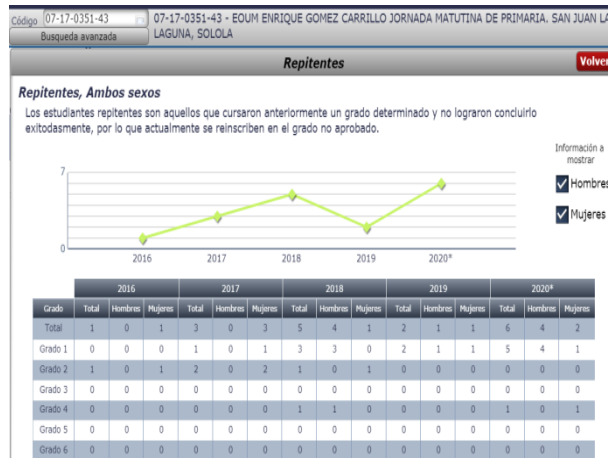 Código 07-17-0351-43 07-17-0351-43 - EOUM ENRIQUE GOMEZ CARRILLO JORNADA MATUTINA DE PRIMARIA. SAN JUAN LA
Busqueda avanzada LAGUNA, SOLOLA
Repitentes Volver
Repitentes, Ambos sexos
Los estudiantes repitentes son aquellos que cursaron anteriormente un grado determinado y no lograron concluirlo
exitodasmente, por lo que actualmente se reinscriben en el grado no aprobado.
Información a
mostrar
Hombres
Mujeres
7
0
2016 2017 2018 2019 2020*
2016 2017 2018 2019 2020*
Grado Total Hombres Mujeres Total Hombres Mujeres Total Hombres Mujeres Total Hombres Mujeres Total Hombres Mujeres
Total 1 0 1 3 0 3 5 4 1 2 1 1 6 4 2
Grado 1 0 0 0 1 0 1 3 3 0 2 1 1 5 4 1
Grado 2 1 0 1 2 0 2 1 0 1 0 0 0 0 0 0
Grado 3 0 0 0 0 0 0 0 0 0 0 0 0 0 0 0
Grado 4 0 0 0 0 0 0 1 1 0 0 0 0 1 0 1
Grado 5 0 0 0 0 0 0 0 0 0 0 0 0 0 0 0
Grado 6 0 0 0 0 0 0 0 0 0 0 0 0 0 0 0